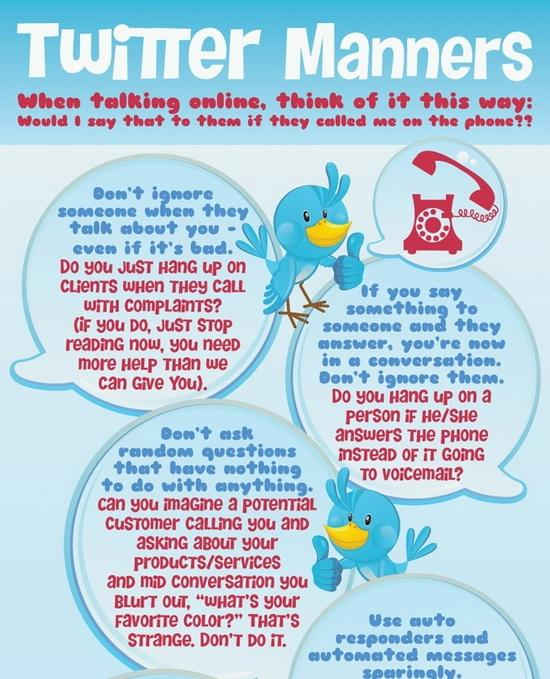 Twitter Manners
When talking online, think of it this way:
Would I say that to them if they called me on the phone??
Don't ignore
someone when they
talk about you -
even if it's bad.
Do you just hang up on
clients when they call
with complaints?
(if you do, just stop
reading now, you need
more help than we
can give you).
If you say
something to
someone and they
answer, you're now
in a conversation.
Don't ignore them.
Do you hang up on a
person if he/she
answers the phone
instead of it going
to voicemail?
Don't ask
random questions
that have nothing
to do with anything.
Can you imagine a potential
customer calling you and
asking about your
products/services
and mid conversation you
blurt out, "What's your
favorite color?" That's
strange. Don't do it.
Use auto
responders and
automated messages
sparingly.